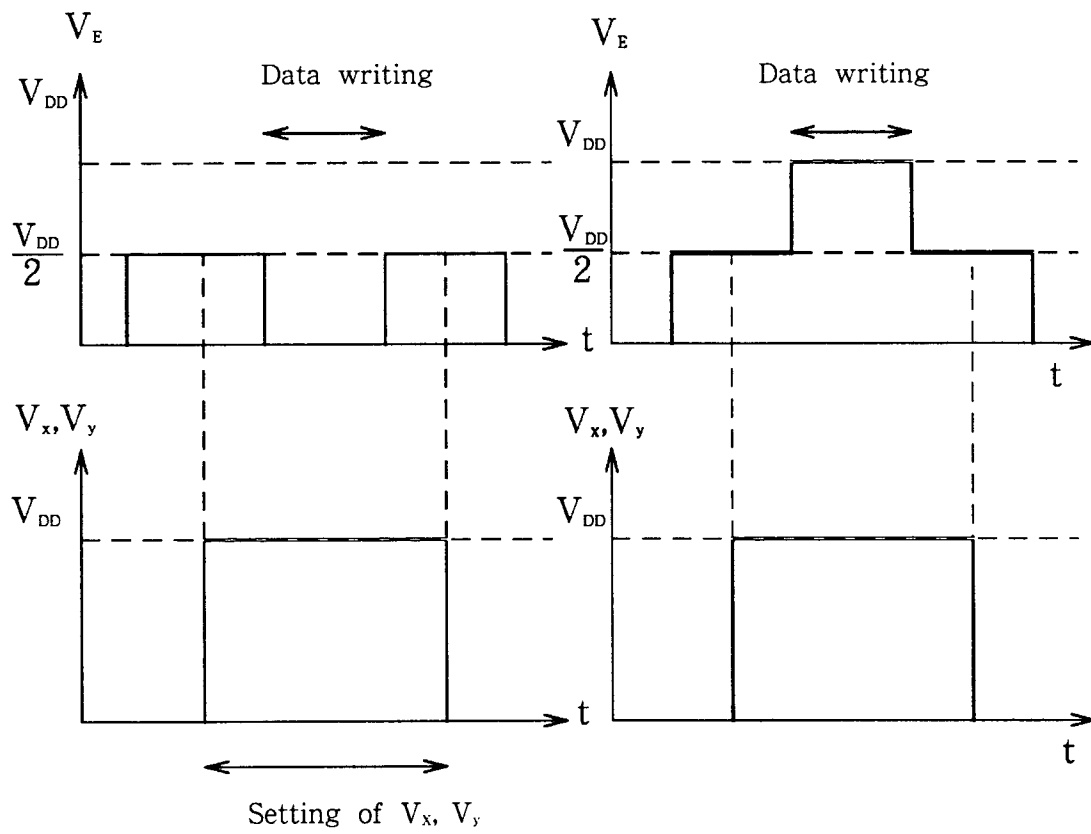 V_E
Data writing
V_DD
V_DD
2
t
V_E
Data writing
V_DD
V_DD
2
t
V_x, V_y
V_DD
t
Setting of V_x, V_y
V_x, V_y
V_DD
t